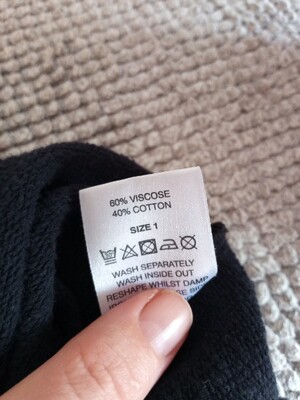 60% VISCOSE
40% COTTON
SIZE 1
WASH SEPARATELY
WASH INSIDE OUT
RESHAPE WHILST DAMP